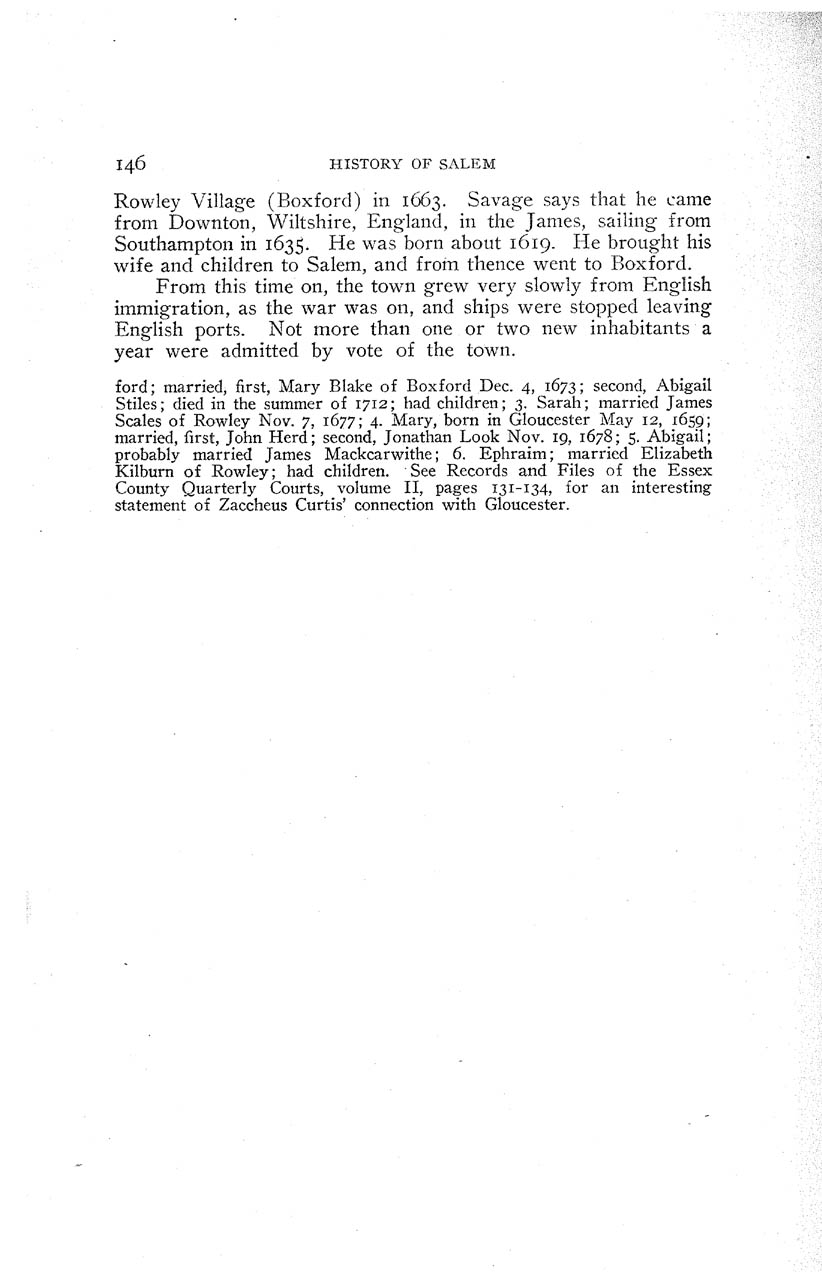 146 HISTORY OF SALEM
Rowley Village (Boxford) in 1663. Savage says that he came
from Downton, Wiltshire, England, in the James, sailing from
Southampton in 1635. He was born about 1619. He brought his
wife and children to Salem, and from thence went to Boxford.
From this time on, the town grew very slowly from English
immigration, as the war was on, and ships were stopped leaving
English ports. Not more than one or two new inhabitants a
year were admitted by vote of the town.
ford; married, first, Mary Blake of Boxford Dec. 4, 1673; second, Abigail
Stiles; died in the summer of 1712; had children; 3. Sarah; married James
Scales of Rowley Nov. 7, 1677; 4. Mary, born in Gloucester May 12, 1659;
married, first, John Herd; second, Jonathan Look Nov. 19, 1678; 5. Abigail;
probably married James Mackcarwithe; 6. Ephraim; married Elizabeth
Kilburn of Rowley; had children. See Records and Files of the Essex
County Quarterly Courts, volume II, pages 131-134, for an interesting
statement of Zaccheus Curtis' connection with Gloucester.